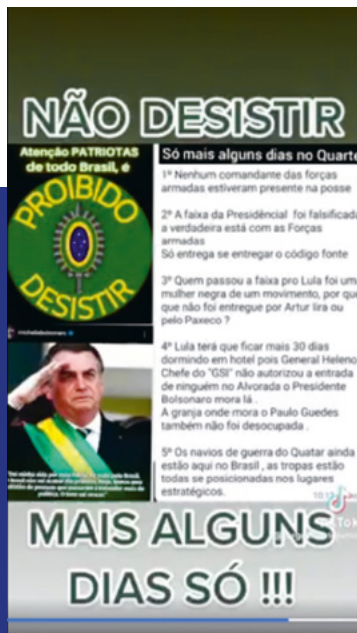 NÃO DESISTIR
Atenção PATRIOTAS
de todo Brasil, é
PROIBIDO
DESISTIR
Só mais alguns dias no Quarte
1º Nenhum comandante das forças
armadas estiveram presente na posse
2º A faixa da Presidêncial foi falsificada
a verdadeira está com as Forças
armadas
Só entrega se entregar o código fonte
3º Quem passou a faixa pro Lula foi uma
mulher negra de um movimento, por que
que não foi entregue por Artur lira ou
pelo Paxeco ?
4º Lula terá que ficar mais 30 dias
dormindo em hotel pois General Heleno
Chefe do "GSI" não autorizou a entrada
de ninguém no Alvorada o Presidente
Bolsonaro mora lá .
A granja onde mora o Paulo Guedes
também não foi desocupada .
5º Os navios de guerra do Quatar ainda
estão aqui no Brasil , as tropas estão
todas se posicionadas nos lugares
estratégicos.
MAIS ALGUNS
DIAS SÓ !!!